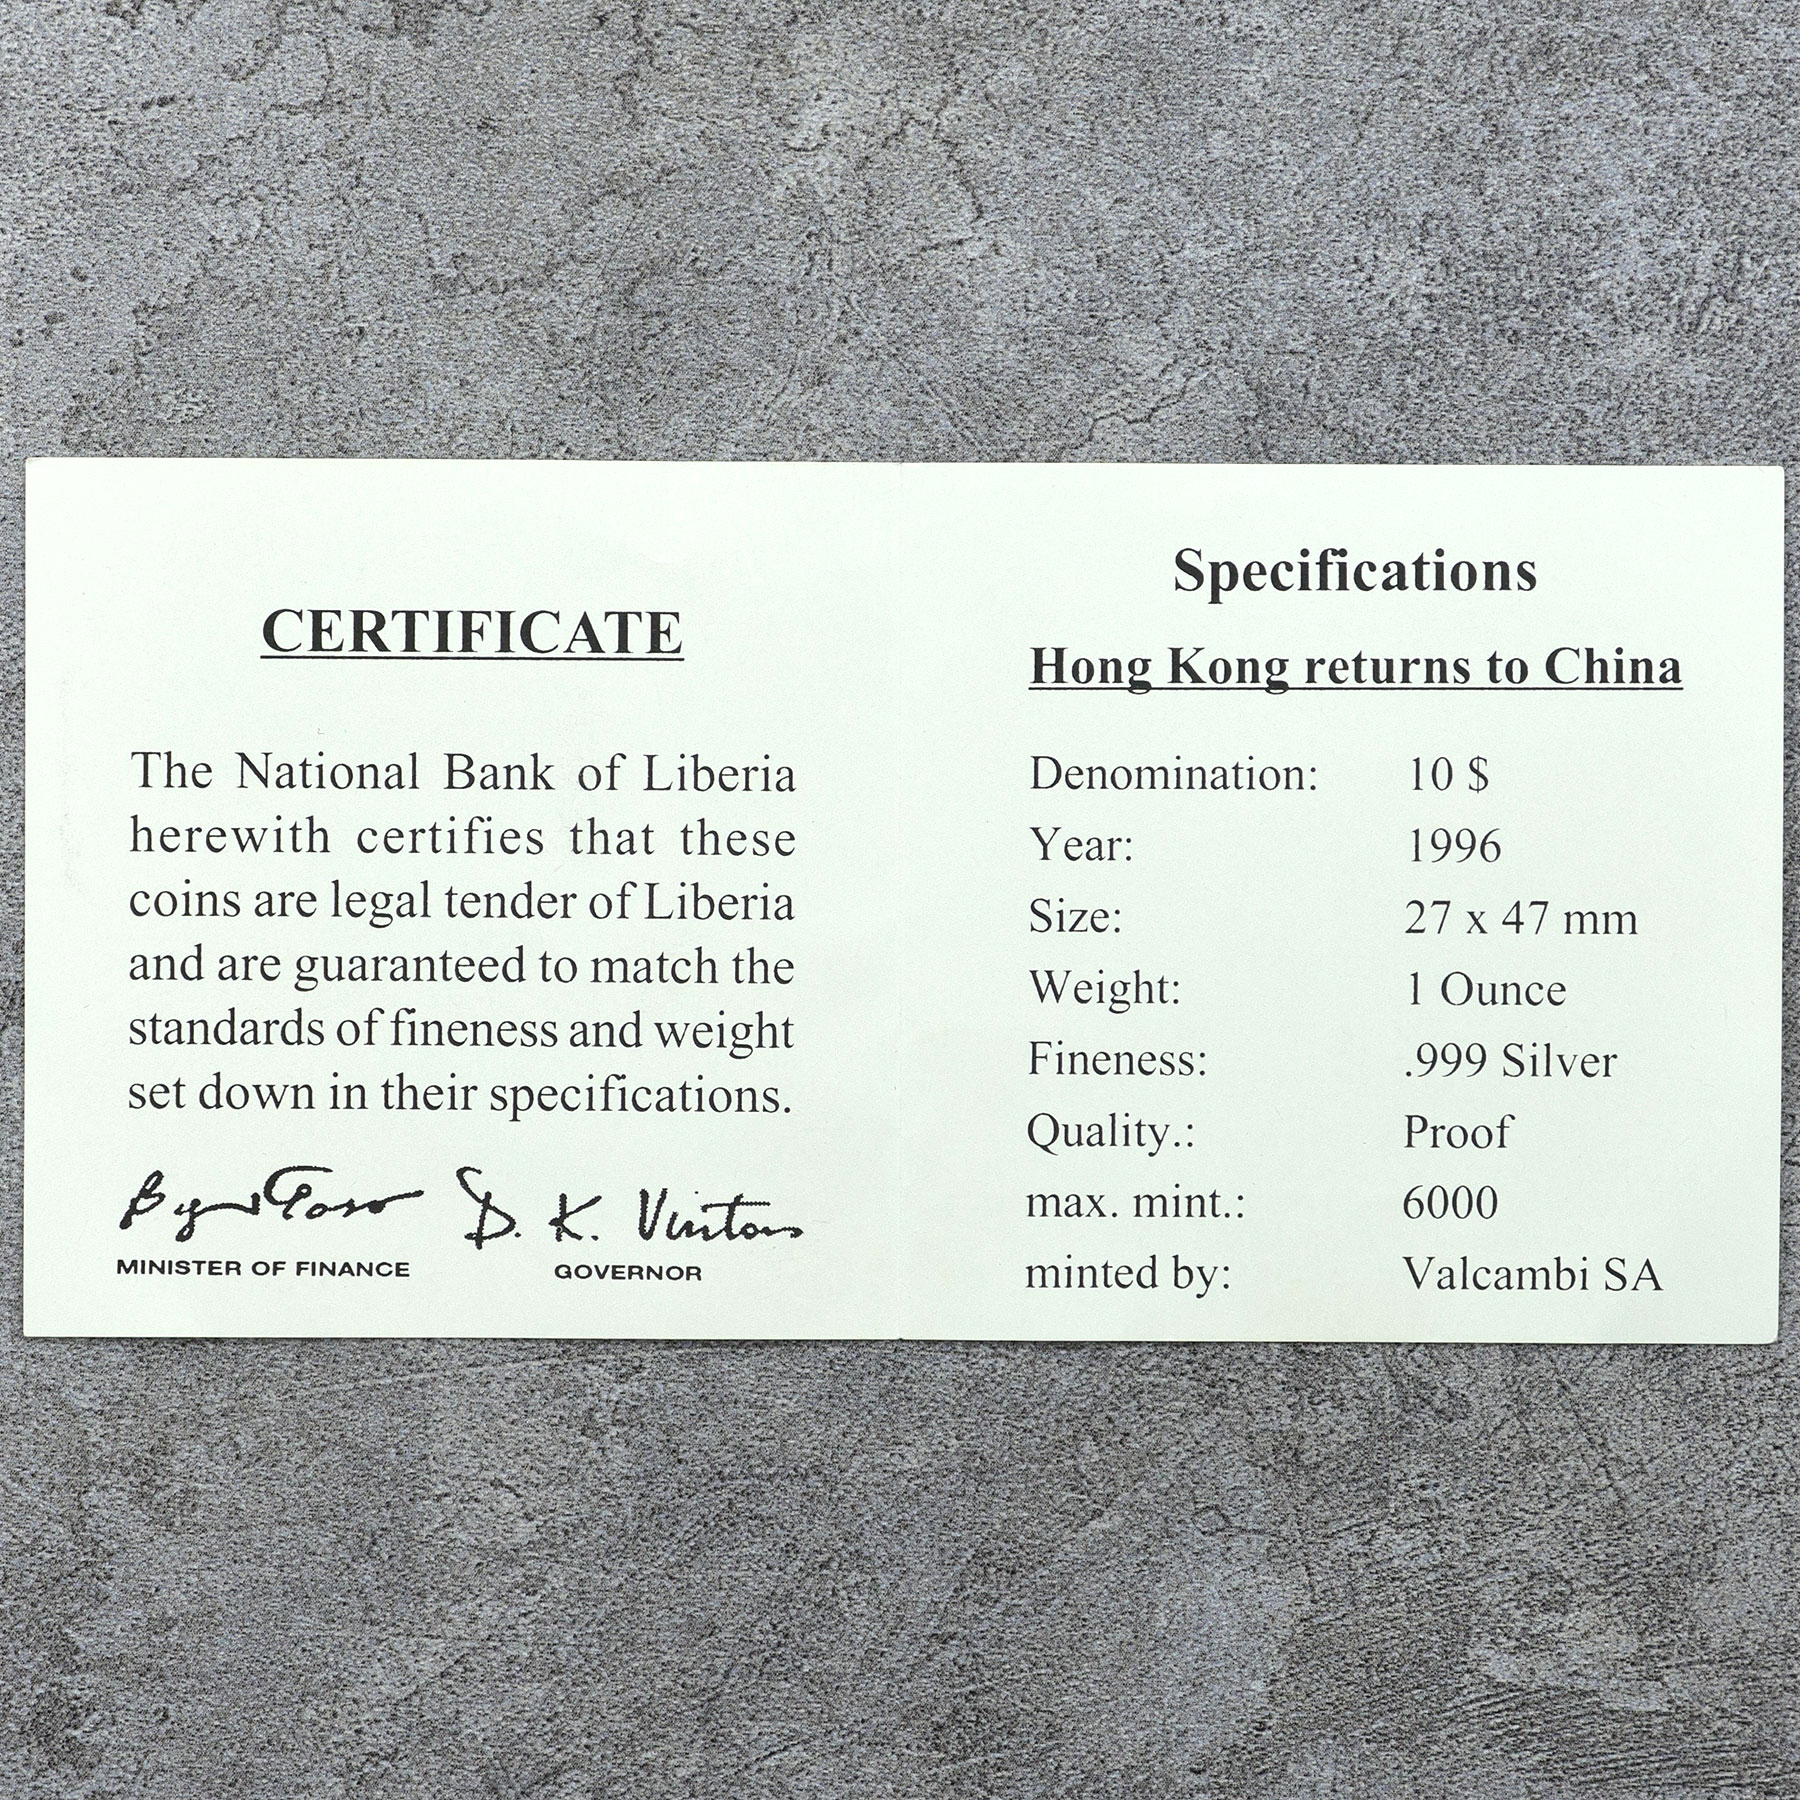 CERTIFICATE
The National Bank of Liberia
herewith certifies that these
coins are legal tender of Liberia
and are guaranteed to match the
standards of fineness and weight
set down in their specifications.
D. K. Vinton
MINISTER OF FINANCE
GOVERNOR
Specifications
Hong Kong returns to China
Denomination: 10 $
Year: 1996
Size: 27 x 47 mm
Weight: 1 Ounce
Fineness: .999 Silver
Quality.: Proof
max. mint.: 6000
minted by: Valcambi SA